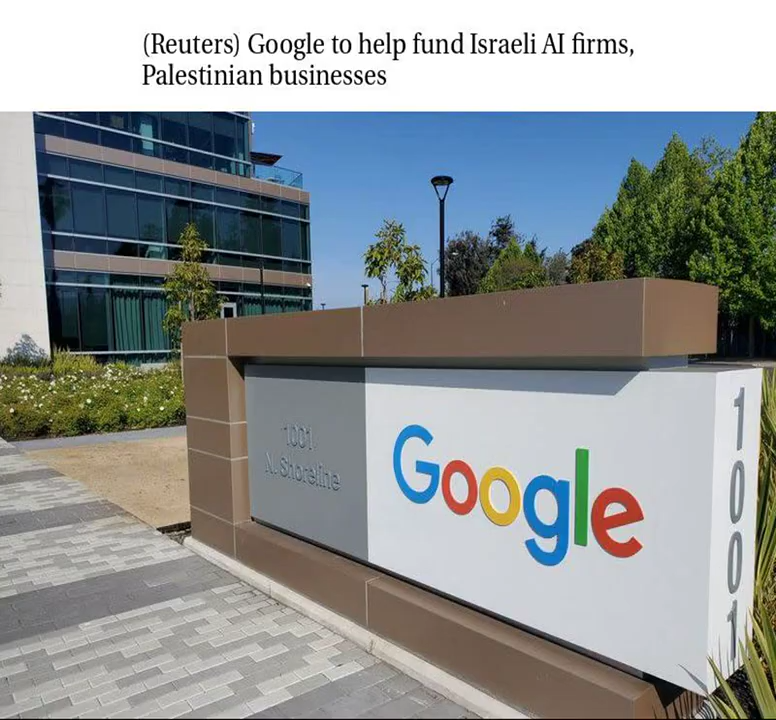 (Reuters) Google to help fund Israeli AI firms,
Palestinian businesses
1001
N. Shoreline
Google
1001